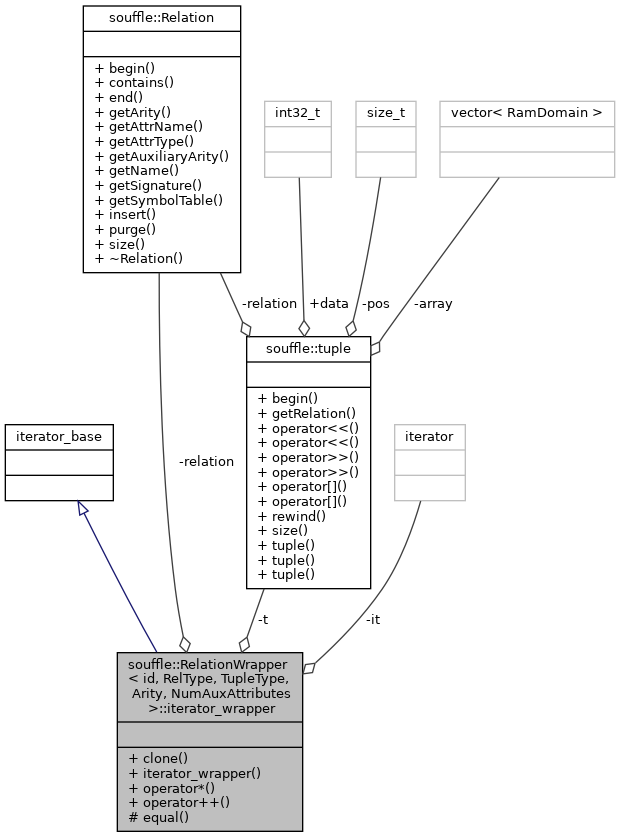 souffle::Relation
+ begin()
+ contains()
+ end()
+ getArity()
+ getAttrName()
+ getAttrType()
+ getAuxiliaryArity()
+ getName()
+ getSignature()
+ getSymbolTable()
+ insert()
+ purge()
+ size()
+ ~Relation()
int32_t
size_t
vector< RamDomain >
-relation
+data
-pos
-array
souffle::tuple
+ begin()
+ getRelation()
+ operator<<()
+ operator<<()
+ operator>>()
+ operator>>()
+ operator[]()
+ operator[]()
+ rewind()
+ size()
+ tuple()
+ tuple()
+ tuple()
iterator_base
-relation
iterator
-t
-it
souffle::RelationWrapper
< id, RelType, TupleType,
Arity, NumAuxAttributes
>::iterator_wrapper
+ clone()
+ iterator_wrapper()
+ operator*()
+ operator++()
# equal()